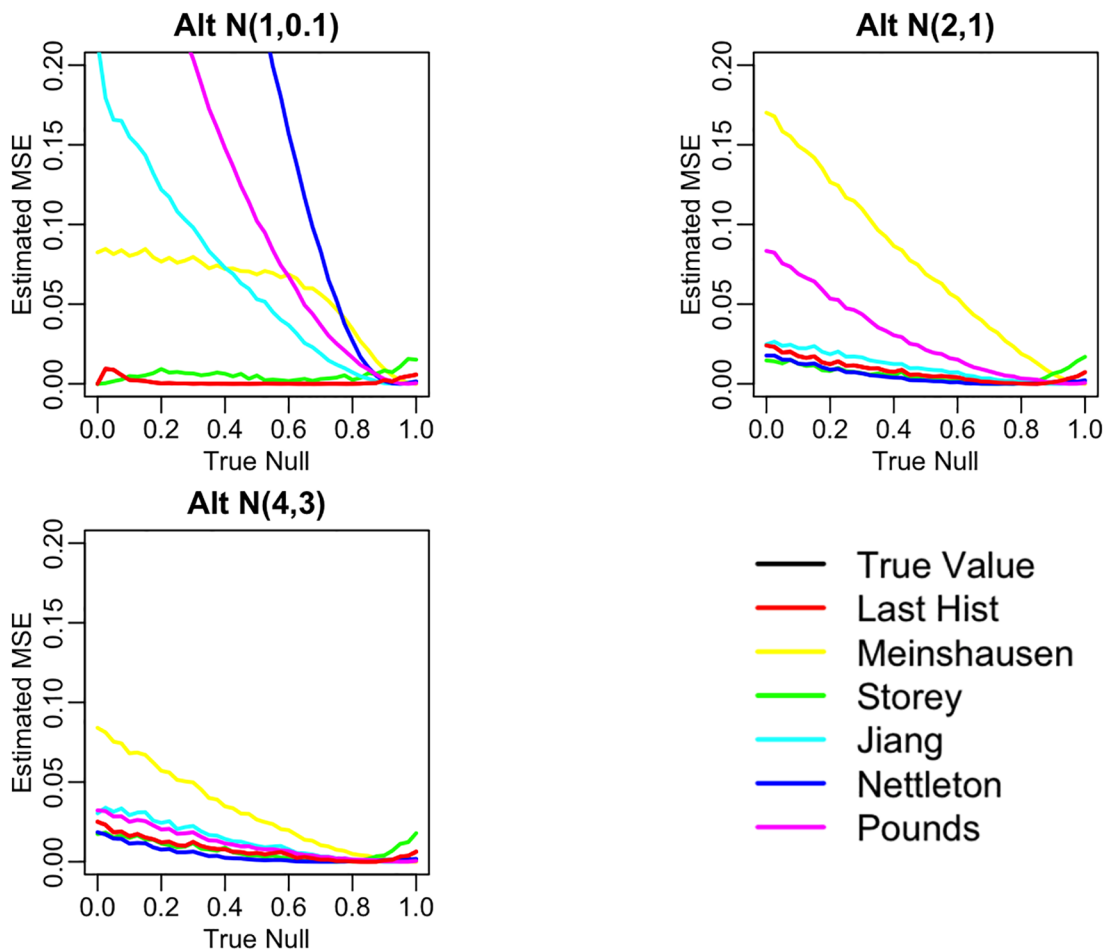 Alt N(1,0.1)
Estimated MSE
0.20
0.15
0.10
0.05
0.00
0.0 0.2 0.4 0.6 0.8 1.0
True Null
Alt N(2,1)
Estimated MSE
0.20
0.15
0.10
0.05
0.00
0.0 0.2 0.4 0.6 0.8 1.0
True Null
Alt N(4,3)
Estimated MSE
0.20
0.15
0.10
0.05
0.00
0.0 0.2 0.4 0.6 0.8 1.0
True Null
True Value
Last Hist
Meinshausen
Storey
Jiang
Nettleton
Pounds